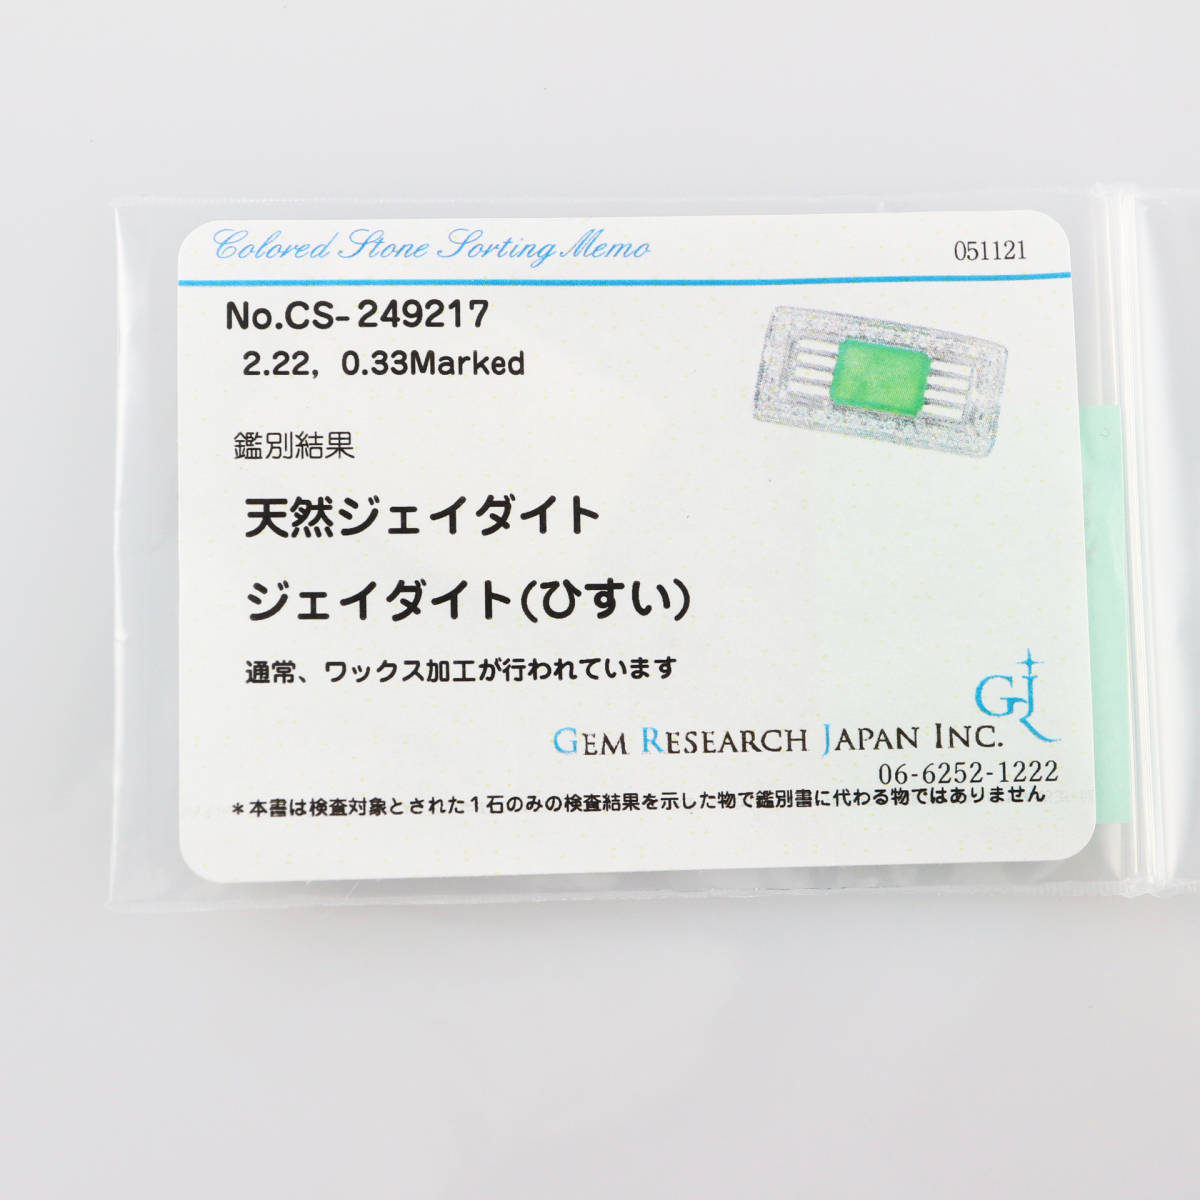 Colored Stone Sorting Memo
051121
No.CS-249217
2.22, 0.33Marked
鑑別結果
天然ジェイダイト
ジェイダイト(ひすい)
通常、ワックス加工が行われています
GJR
GEM RESEARCH JAPAN INC.
06-6252-1222
*本書は検査対象とされた1石のみの検査結果を示した物で鑑別書に代わる物ではありません